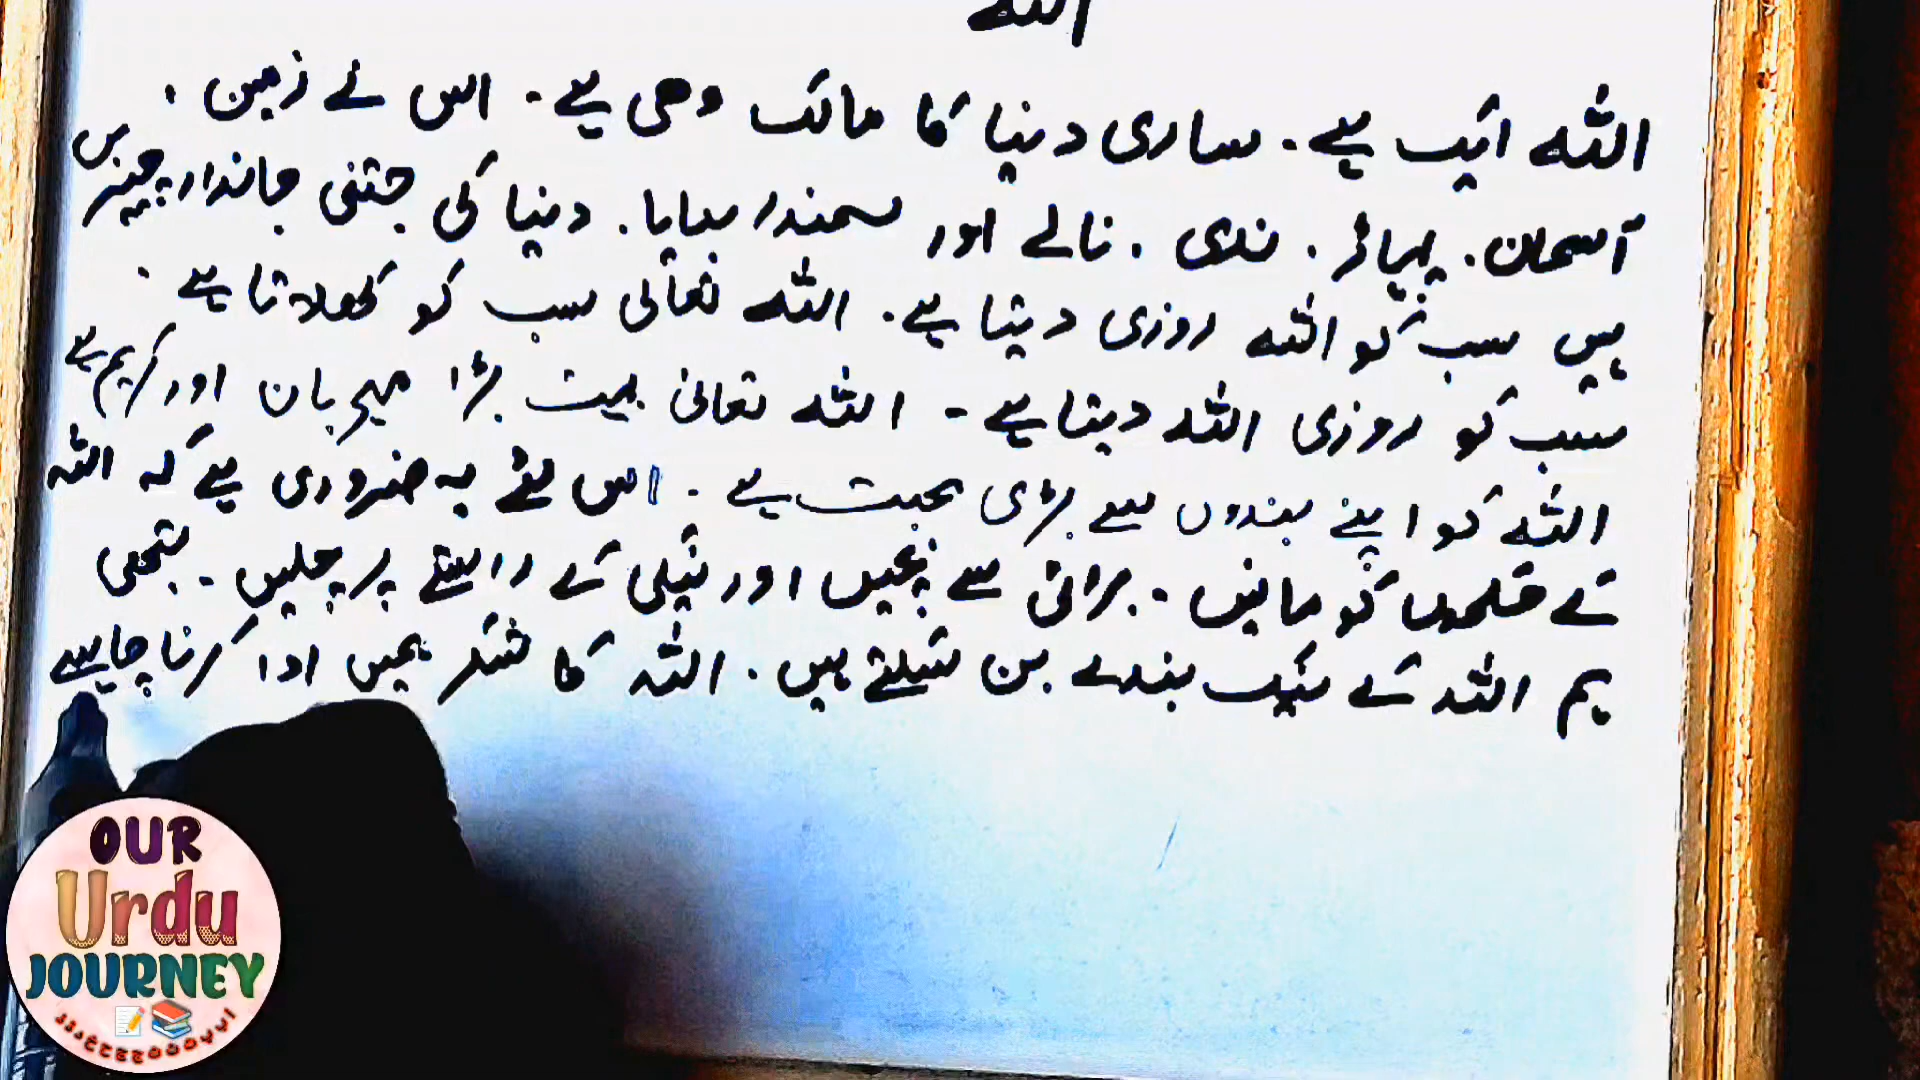 اللہ
اللہ ایک ہے۔ ساری دنیا کا مالک وہی ہے۔ اس نے زمین،
آسمان۔ پہاڑ۔ ندی۔ نالے اور سمندر بنایا۔ دنیا کی جتنی جاندار چیزیں
ہیں سب کو اللہ روزی دیتا ہے۔ اللہ تعالی سب کو کھلاتا ہے۔
سب کو روزی اللہ دیتا ہے۔ اللہ تعالیٰ بہت بڑا مہربان اور کریم ہے
اللہ کو اپنے بندوں سے بڑی محبت ہے۔ اس لئے یہ ضروری ہے کہ اللہ
کے حکموں کو مانیں۔ برائی سے بچیں اور نیکی کے راستے پر چلیں۔ تبھی
ہم اللہ کے نیک بندے بن سکتے ہیں۔ اللہ کا شکر ہمیں ادا کرنا چاہیے
OUR
Urdu
JOURNEY